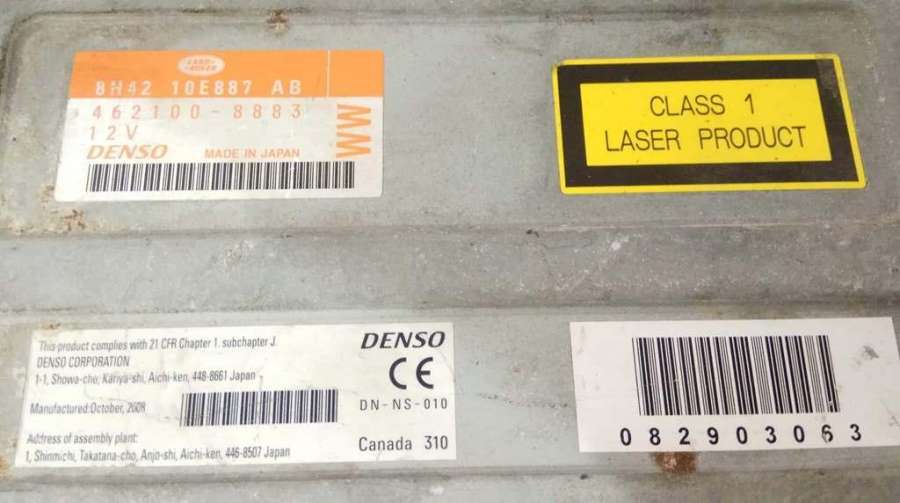 LAND ROVER
8H42 10E887 AB
462100-8883
12V
MM
DENSO MADE IN JAPAN
CLASS 1
LASER PRODUCT
This product complies with 21 CFR Chapter 1. subchapter J.
DENSO CORPORATION
1-1, Showa-cho, Kariya-shi, Aichi-ken, 448-8661 Japan
Manufactured:October, 2008
Address of assembly plant:
1, Shinmichi, Takatana-cho, Anjo-shi, Aichi-ken, 446-8507 Japan
DENSO
CE
DN-NS-010
Canada 310
082903063